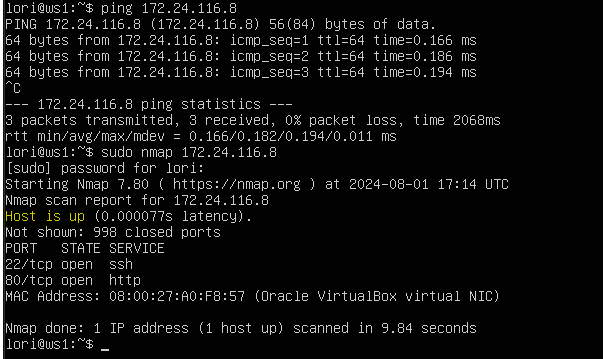 lori@ws1:~$ ping 172.24.116.8
PING 172.24.116.8 (172.24.116.8) 56(84) bytes of data.
64 bytes from 172.24.116.8: icmp_seq=1 ttl=64 time=0.166 ms
64 bytes from 172.24.116.8: icmp_seq=2 ttl=64 time=0.186 ms
64 bytes from 172.24.116.8: icmp_seq=3 ttl=64 time=0.194 ms
^C
--- 172.24.116.8 ping statistics ---
3 packets transmitted, 3 received, 0% packet loss, time 2068ms
rtt min/avg/max/mdev = 0.166/0.182/0.194/0.011 ms
lori@ws1:~$ sudo nmap 172.24.116.8
[sudo] password for lori:
Starting Nmap 7.80 ( https://nmap.org ) at 2024-08-01 17:14 UTC
Nmap scan report for 172.24.116.8
Host is up (0.000077s latency).
Not shown: 998 closed ports
PORT   STATE SERVICE
22/tcp open  ssh
80/tcp open  http
MAC Address: 08:00:27:A0:F8:57 (Oracle VirtualBox virtual NIC)

Nmap done: 1 IP address (1 host up) scanned in 9.84 seconds
lori@ws1:~$ _